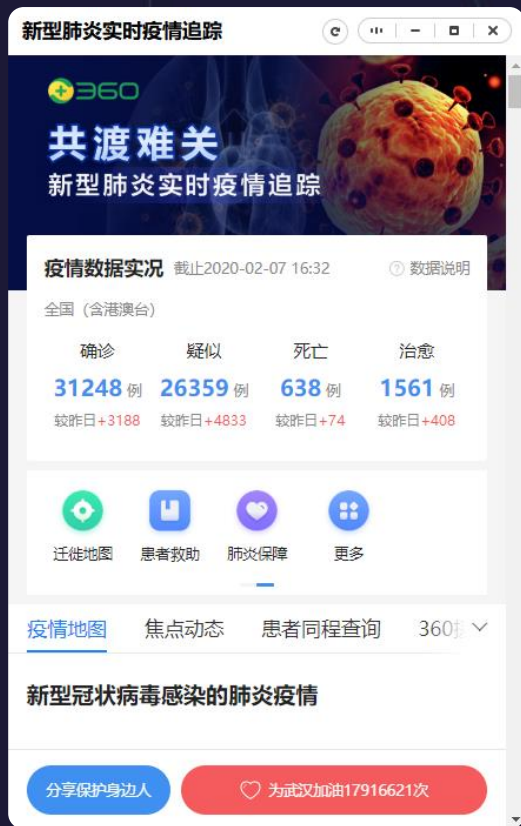 新型肺炎实时疫情追踪
360
共渡难关
新型肺炎实时疫情追踪
疫情数据实况 截止2020-02-07 16:32 ? 数据说明
全国（含港澳台）
确诊 疑似 死亡 治愈
31248 例 26359 例 638 例 1561 例
较昨日+3188 较昨日+4833 较昨日+74 较昨日+408
迁徙地图 患者救助 肺炎保障 更多
疫情地图 焦点动态 患者同程查询 360
新型冠状病毒感染的肺炎疫情
分享保护身边人 为武汉加油17916621次